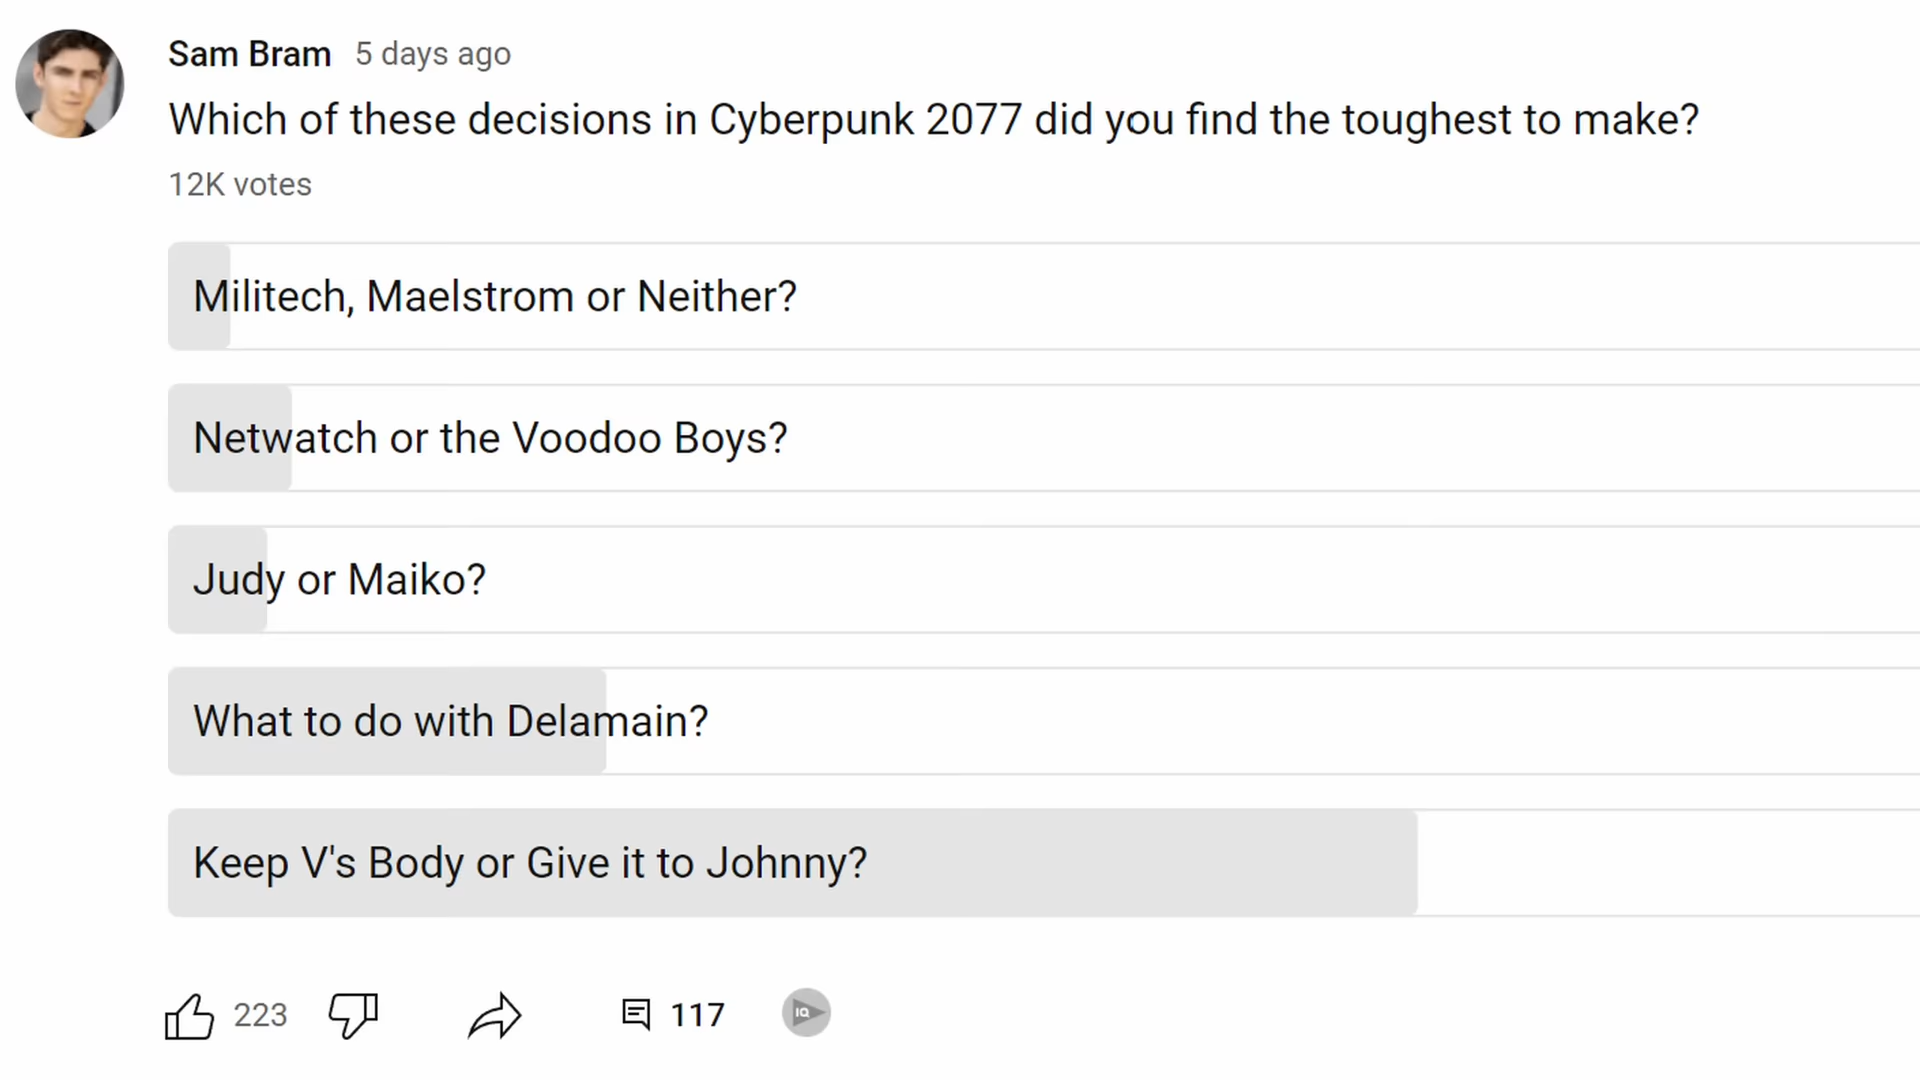 Sam Bram 5 days ago
Which of these decisions in Cyberpunk 2077 did you find the toughest to make?
12K votes
Militech, Maelstrom or Neither?
Netwatch or the Voodoo Boys?
Judy or Maiko?
What to do with Delamain?
Keep V's Body or Give it to Johnny?
223 117 IQ